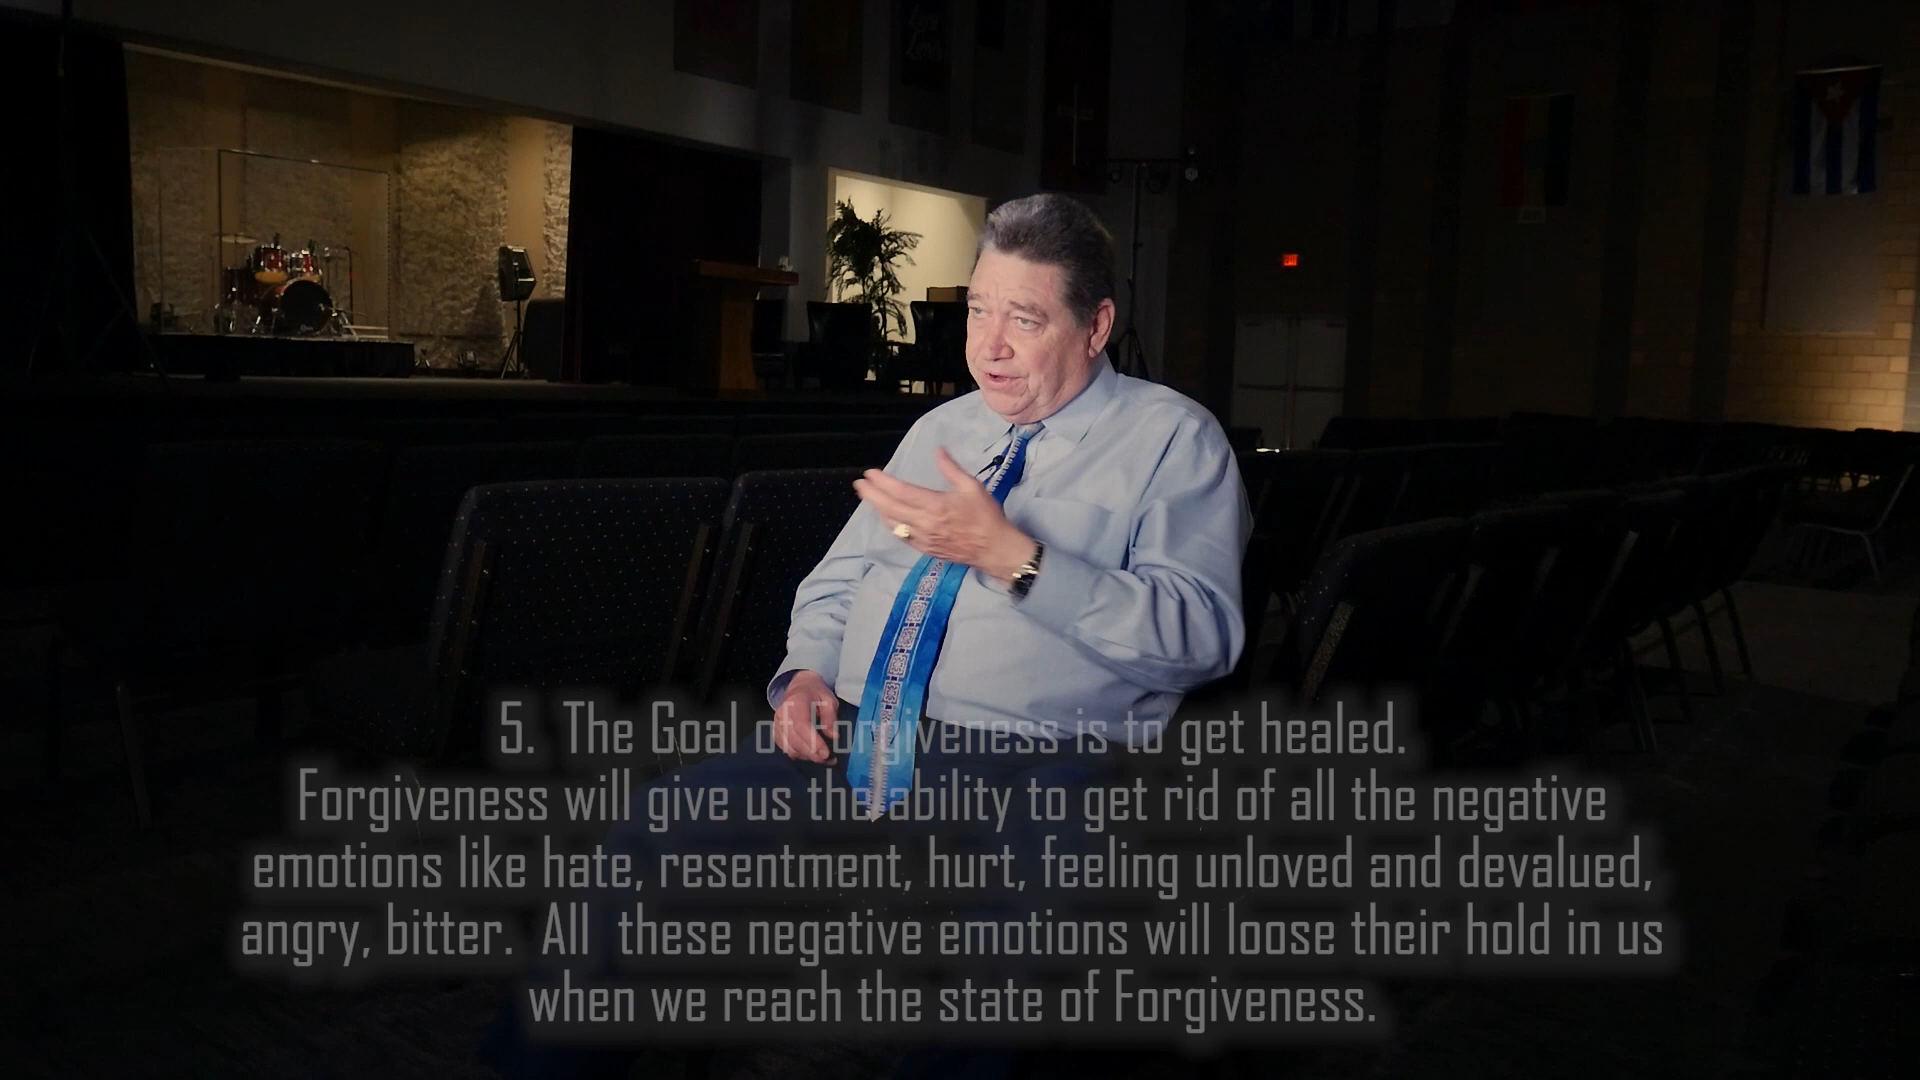 5.  The Goal of Forgiveness is to get healed.
Forgiveness will give us the ability to get rid of all the negative
emotions like hate, resentment, hurt, feeling unloved and devalued,
angry, bitter.  All  these negative emotions will loose their hold in us
when we reach the state of Forgiveness.